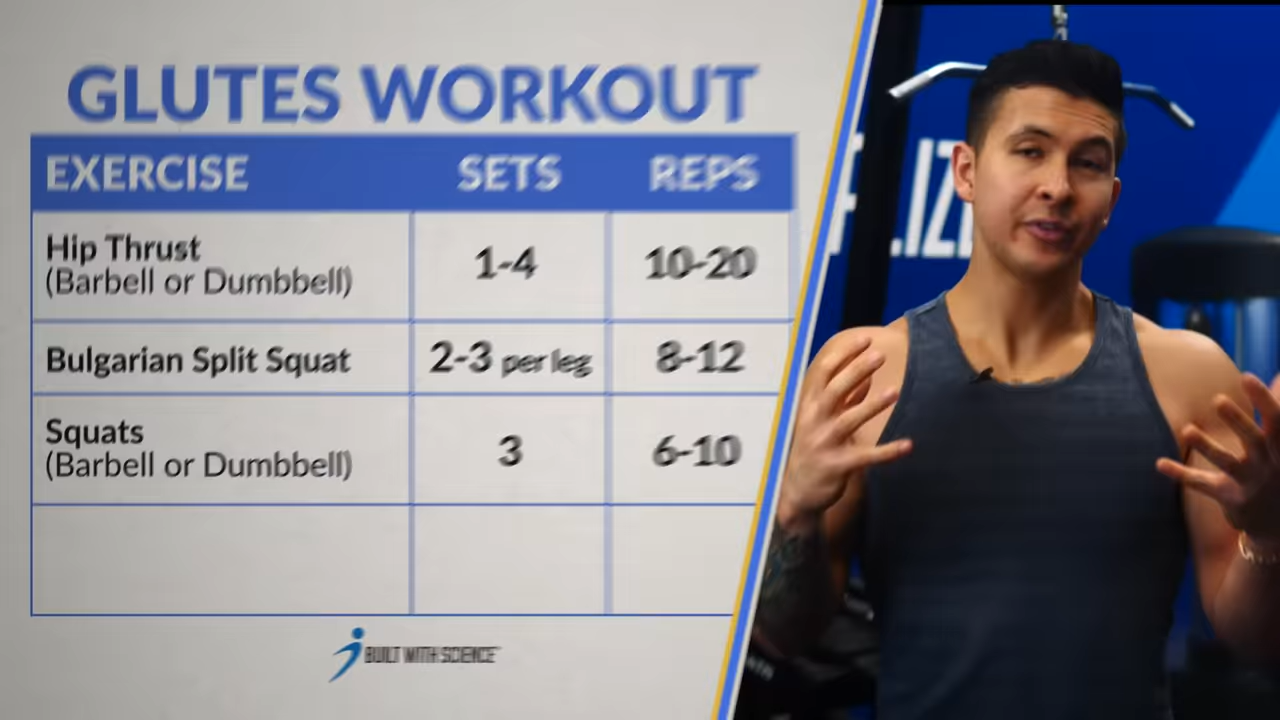 GLUTES WORKOUT
EXERCISE SETS REPS
Hip Thrust
(Barbell or Dumbbell) 1-4 10-20
Bulgarian Split Squat 2-3 per leg 8-12
Squats
(Barbell or Dumbbell) 3 6-10
BUILT WITH SCIENCE